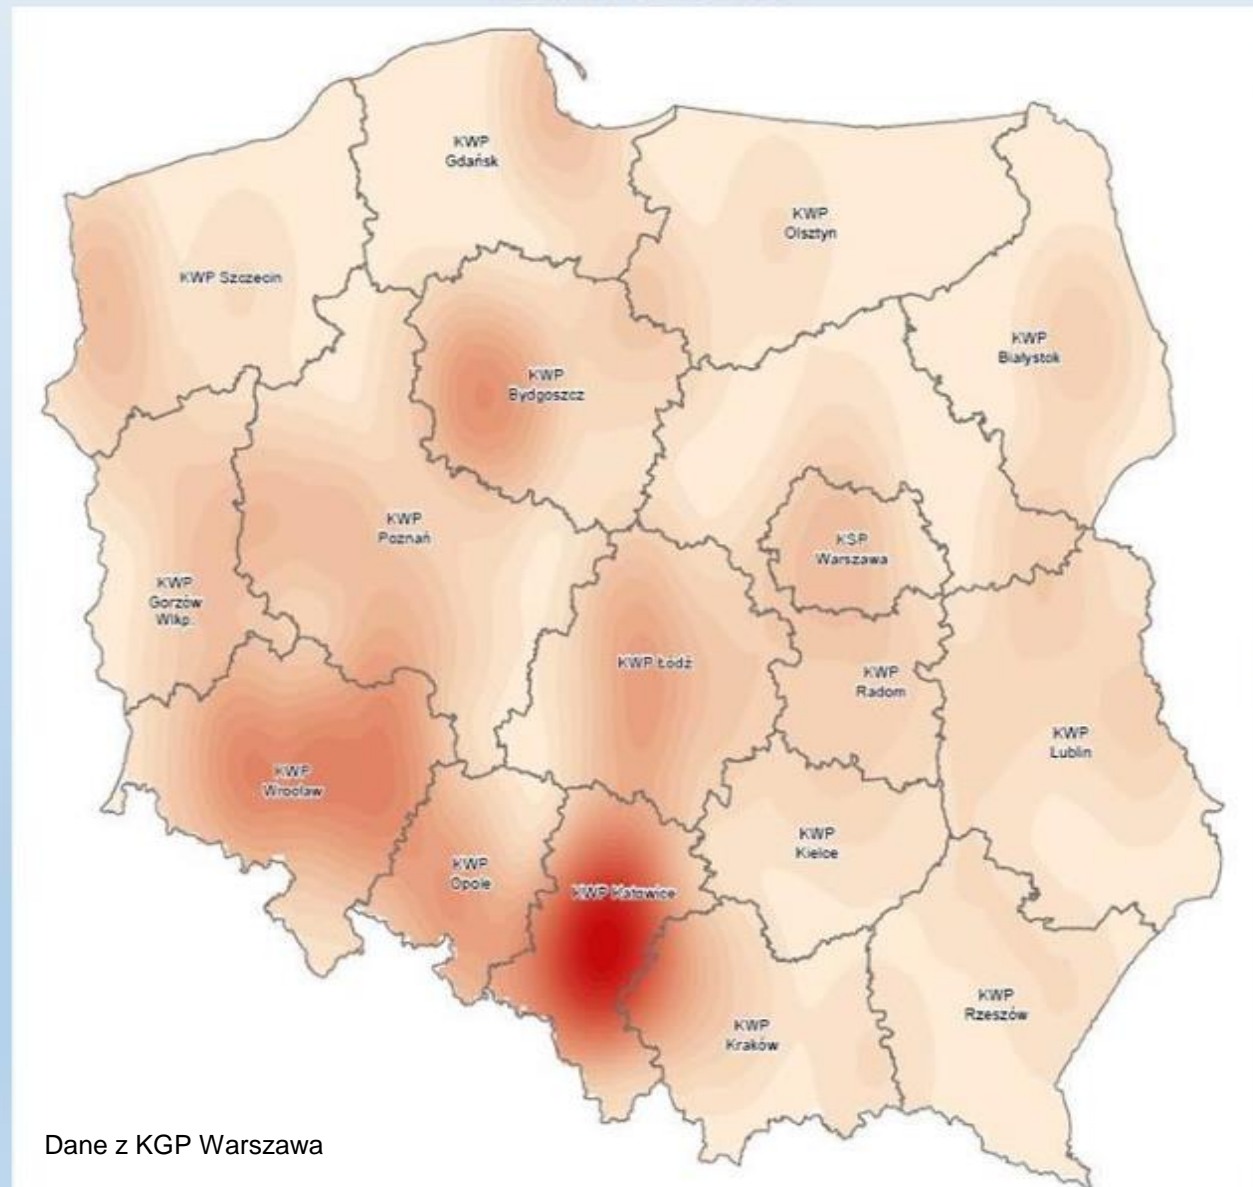 KWP
Gdańsk
KWP
Olsztyn
KWP Szczecin
KWP
Białystok
KWP
Bydgoszcz
KWP
Poznań
KSP
Warszawa
KWP
Gorzów
Wlkp.
KWP Łódź
KWP
Radom
KWP
Lublin
KWP
Wrocław
KWP
Kielce
KWP
Opole
KWP Katowice
KWP
Rzeszów
KWP
Kraków
Dane z KGP Warszawa